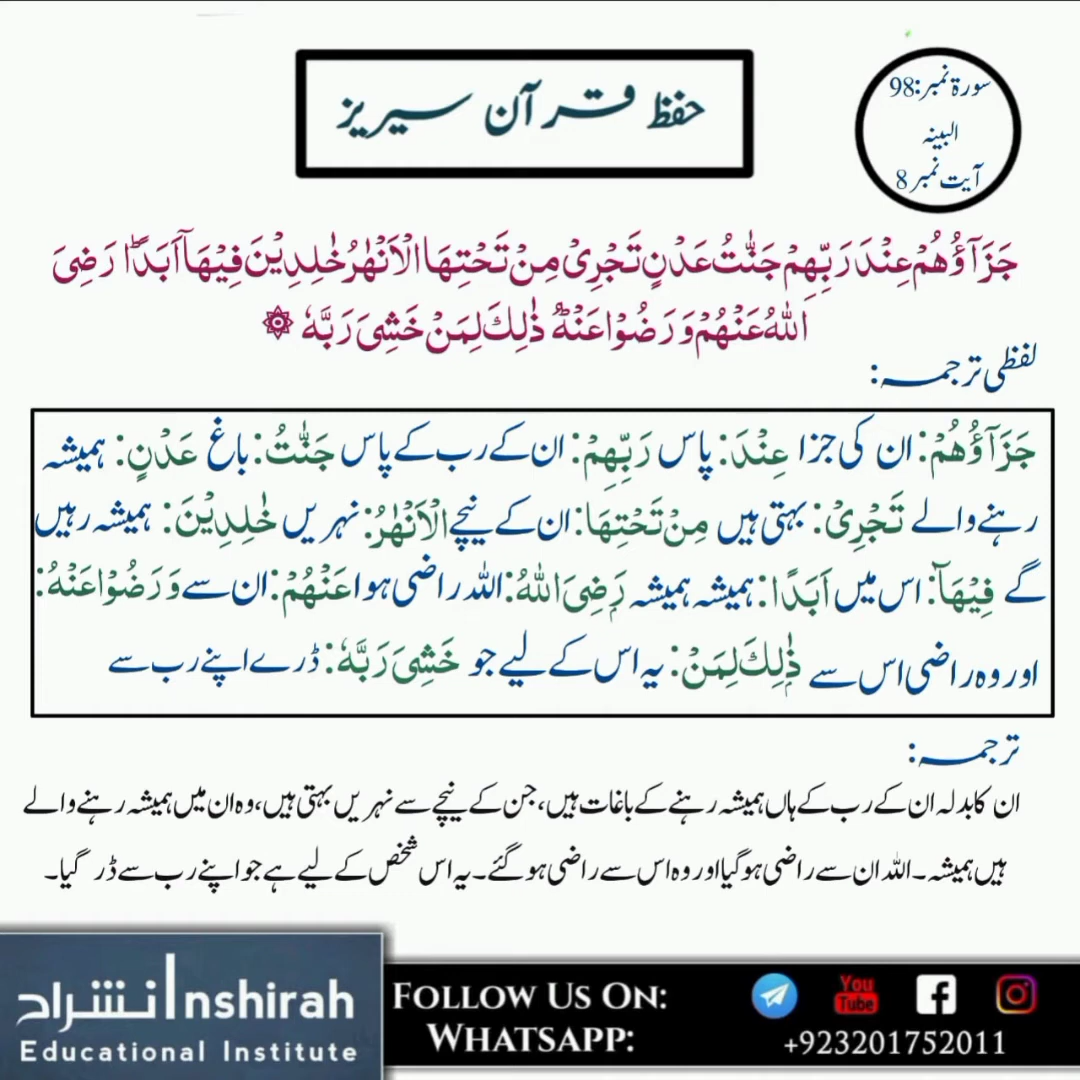 حفظ قرآن سیریز
سورۃ نمبر:98
البینہ
آیت نمبر 8
جَزَآؤُهُمْ عِنْدَ رَبِّهِمْ جَنّٰتُ عَدْنٍ تَجْرِیْ مِنْ تَحْتِهَا الْاَنْهٰرُ خٰلِدِیْنَ فِیْهَاۤ اَبَدًاؕ رَضِیَ
اللّٰهُ عَنْهُمْ وَ رَضُوْا عَنْهُؕ ذٰلِكَ لِمَنْ خَشِیَ رَبَّهٗ ۞
لفظی ترجمہ:
جَزَآؤُهُمْ: ان کی جزا عِنْدَ: پاس رَبِّهِمْ: ان کے رب کے پاس جَنّٰتُ: باغ عَدْنٍ: ہمیشہ
رہنے والے تَجْرِیْ: بہتی ہیں مِنْ تَحْتِهَا: ان کے نیچے الْاَنْهٰرُ: نہریں خٰلِدِیْنَ: ہمیشہ رہیں
گے فِیْهَاۤ: اس میں اَبَدًا: ہمیشہ ہمیشہ رَضِیَ اللّٰهُ: اللہ راضی ہوا عَنْهُمْ: ان سے وَ رَضُوْا عَنْهُ:
اور وہ راضی اس سے ذٰلِكَ لِمَنْ: یہ اس کے لیے جو خَشِیَ رَبَّهٗ: ڈرے اپنے رب سے
ترجمہ:
ان کا بدلہ ان کے رب کے ہاں ہمیشہ رہنے کے باغات ہیں، جن کے نیچے سے نہریں بہتی ہیں، وہ ان میں ہمیشہ رہنے والے
ہیں ہمیشہ۔ اللہ ان سے راضی ہو گیا اور وہ اس سے راضی ہو گئے۔ یہ اس شخص کے لیے ہے جو اپنے رب سے ڈر گیا۔
انشراح Inshirah
Educational Institute
Follow Us On:
You Tube
Whatsapp:
+923201752011